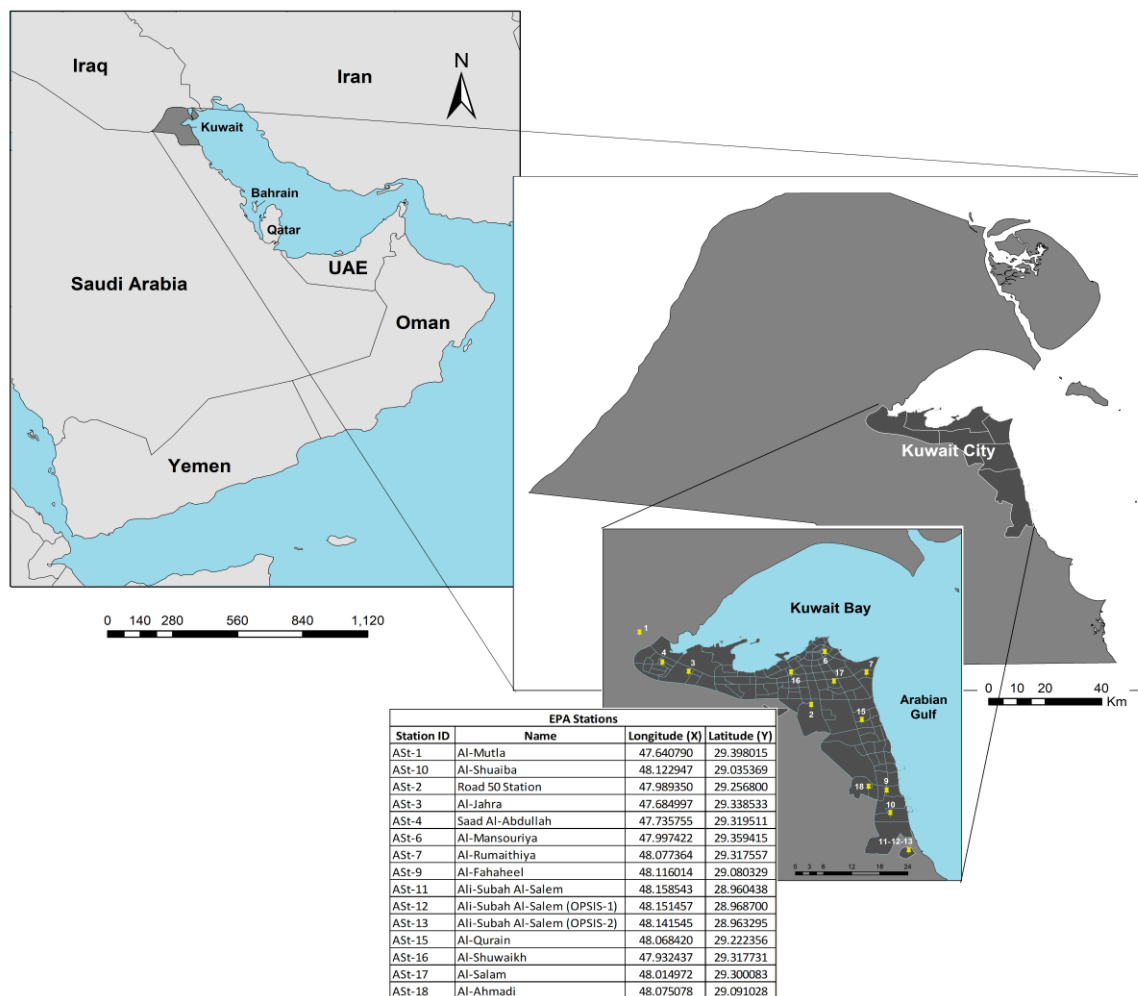 Iraq
Iran
N
Kuwait
Bahrain
Qatar
UAE
Saudi Arabia
Oman
Yemen
0 140 280 560 840 1,120
Kuwait City
0 10 20 40
Km
Kuwait Bay
Arabian
Gulf
1
4
3
6
16
17
7
2
15
18
9
10
11-12-13
0 3 6 12 18 24
EPA Stations
Station ID Name Longitude (X) Latitude (Y)
ASt-1 Al-Mutla 47.640790 29.398015
ASt-10 Al-Shuaiba 48.122947 29.035369
ASt-2 Road 50 Station 47.989350 29.256800
ASt-3 Al-Jahra 47.684997 29.338533
ASt-4 Saad Al-Abdullah 47.735755 29.319511
ASt-6 Al-Mansouriya 47.997422 29.359415
ASt-7 Al-Rumaithiya 48.077364 29.317557
ASt-9 Al-Fahaheel 48.116014 29.080329
ASt-11 Ali-Subah Al-Salem 48.158543 28.960438
ASt-12 Ali-Subah Al-Salem (OPSIS-1) 48.151457 28.968700
ASt-13 Ali-Subah Al-Salem (OPSIS-2) 48.141545 28.963295
ASt-15 Al-Qurain 48.068420 29.222356
ASt-16 Al-Shuwaikh 47.932437 29.317731
ASt-17 Al-Salam 48.014972 29.300083
ASt-18 Al-Ahmadi 48.075078 29.091028